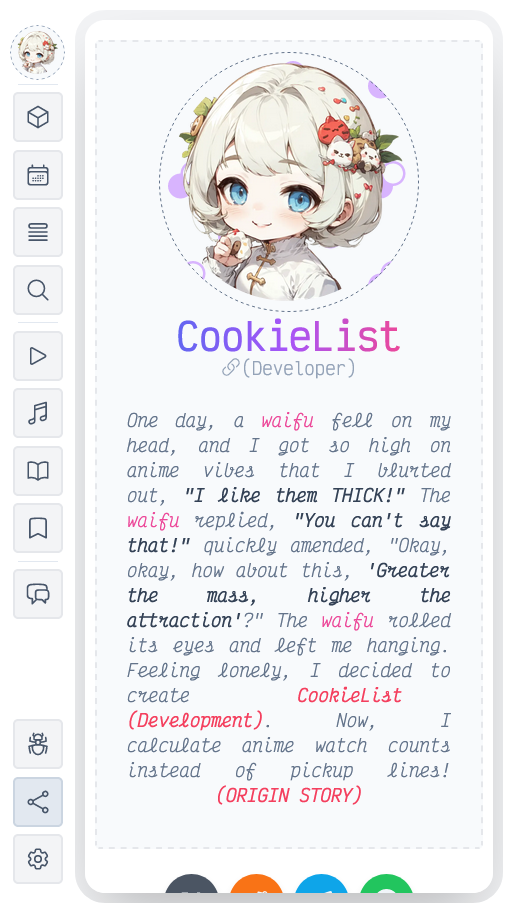 CookieList
(Developer)
One day, a waifu fell on my
head, and I got so high on
anime vibes that I blurted
out, "I like them THICK!" The
waifu replied, "You can't say
that!" quickly amended, "Okay,
okay, how about this, 'Greater
the mass, higher the
attraction'?" The waifu rolled
its eyes and left me hanging.
Feeling lonely, I decided to
create CookieList
(Development). Now, I
calculate anime watch counts
instead of pickup lines!
(ORIGIN STORY)